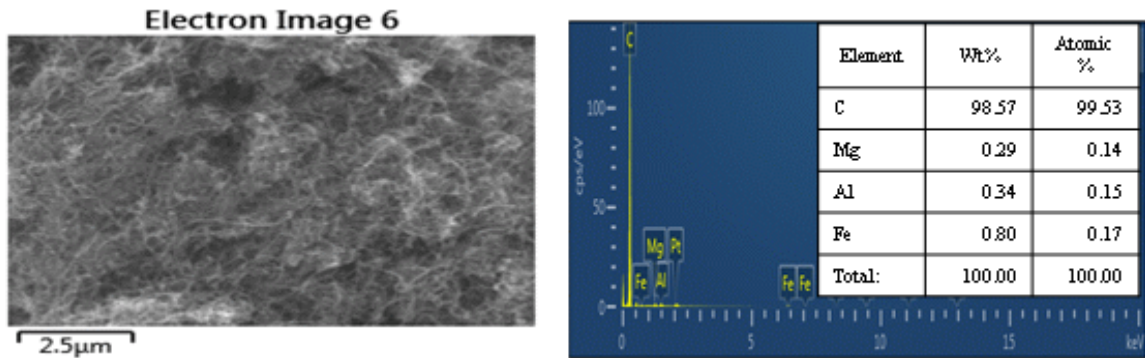 Electron Image 6
2.5µm
C
100
cps/eV
50
Mg
Pt
Fe
Al
Fe
Fe
0
0
5
10
15
keV
Element Wt% Atomic %
C 98.57 99.53
Mg 0.29 0.14
Al 0.34 0.15
Fe 0.80 0.17
Total: 100.00 100.00